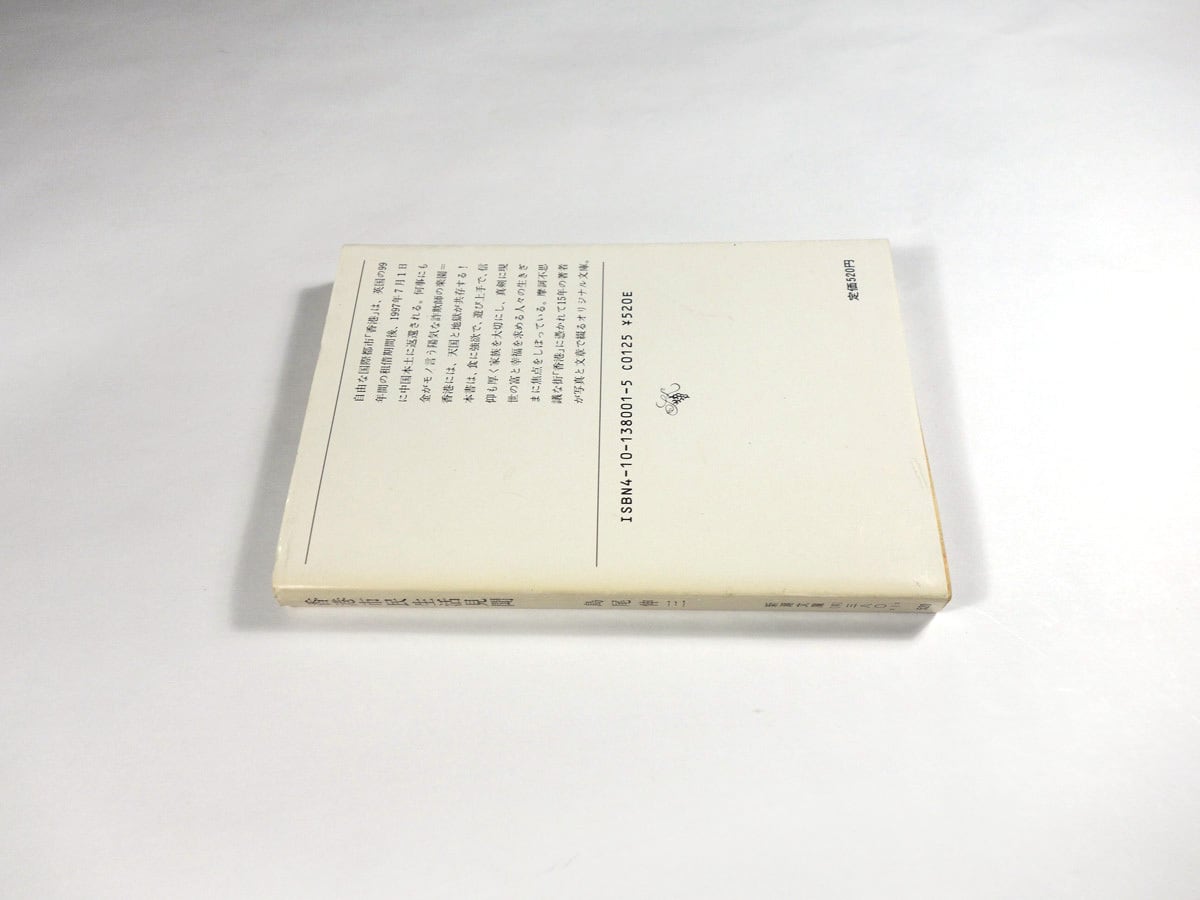 自由な国際都市「香港」は、英国の99
年間の租借期間後、1997年7月1日
に中国本土に返還される。何事にも
金がモノ言う陽気な詐欺師の楽園=
香港には、天国と地獄が共存する!
本書は、食に強欲で、遊び上手で、信
仰も厚く家族を大切にし、真剣に現
世の富と幸福を求める人々の生きざ
まに焦点をしぼっている。摩訶不思
議な街「香港」に憑かれて15年の著者
が写真と文章で綴るオリジナル文庫。
ISBN4-10-138001-5 C0125 ¥520E
定価520円
香港市民生活見聞
島尾伸三
新潮文庫
520